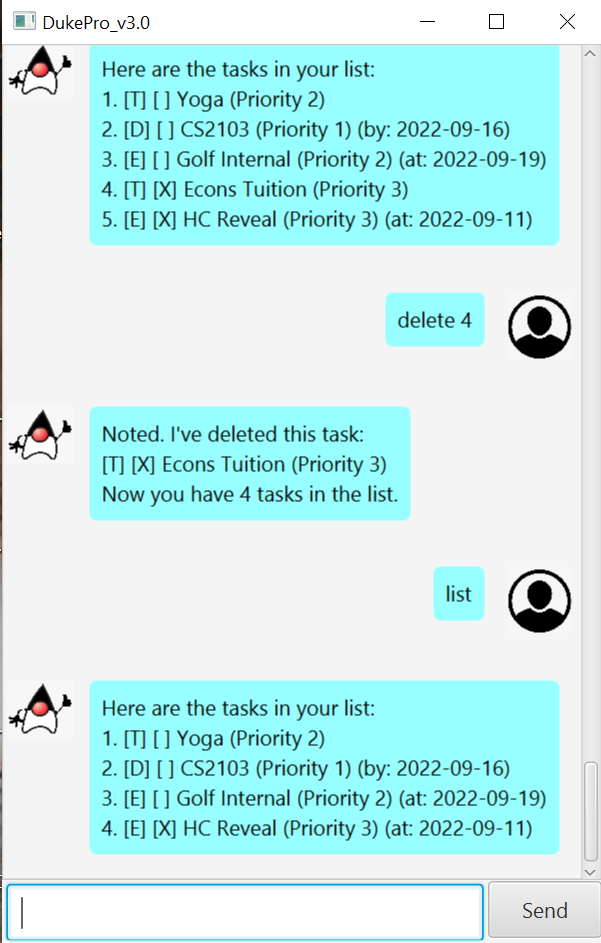 DukePro_v3.0
Here are the tasks in your list:
1. [T] [ ] Yoga (Priority 2)
2. [D] [ ] CS2103 (Priority 1) (by: 2022-09-16)
3. [E] [ ] Golf Internal (Priority 2) (at: 2022-09-19)
4. [T] [X] Econs Tuition (Priority 3)
5. [E] [X] HC Reveal (Priority 3) (at: 2022-09-11)
delete 4
Noted. I've deleted this task:
[T] [X] Econs Tuition (Priority 3)
Now you have 4 tasks in the list.
list
Here are the tasks in your list:
1. [T] [ ] Yoga (Priority 2)
2. [D] [ ] CS2103 (Priority 1) (by: 2022-09-16)
3. [E] [ ] Golf Internal (Priority 2) (at: 2022-09-19)
4. [E] [X] HC Reveal (Priority 3) (at: 2022-09-11)
Send